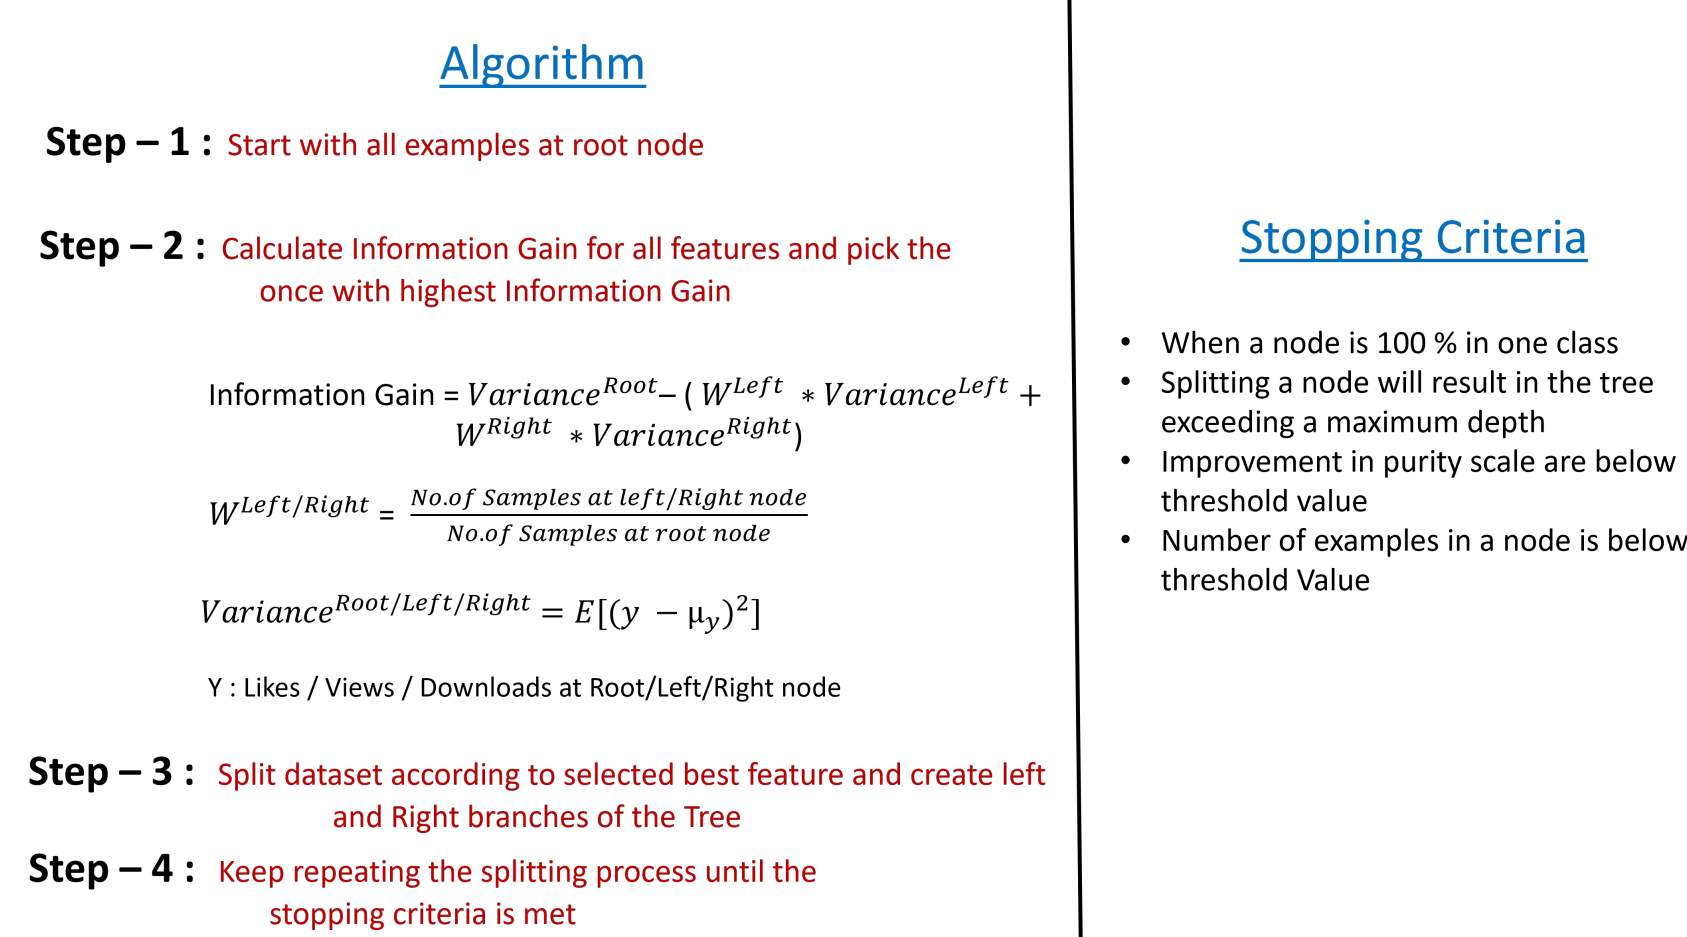 Algorithm
Step – 1 : Start with all examples at root node
Step – 2 : Calculate Information Gain for all features and pick the
once with highest Information Gain
Information Gain = Variance^Root – ( W^Left * Variance^Left +
W^Right * Variance^Right)
W^Left/Right = No.of Samples at left/Right node / No.of Samples at root node
Variance^Root/Left/Right = E[(y − μ_y)^2]
Y : Likes / Views / Downloads at Root/Left/Right node
Step – 3 : Split dataset according to selected best feature and create left
and Right branches of the Tree
Step – 4 : Keep repeating the splitting process until the
stopping criteria is met
Stopping Criteria
• When a node is 100 % in one class
• Splitting a node will result in the tree
exceeding a maximum depth
• Improvement in purity scale are below
threshold value
• Number of examples in a node is below
threshold Value